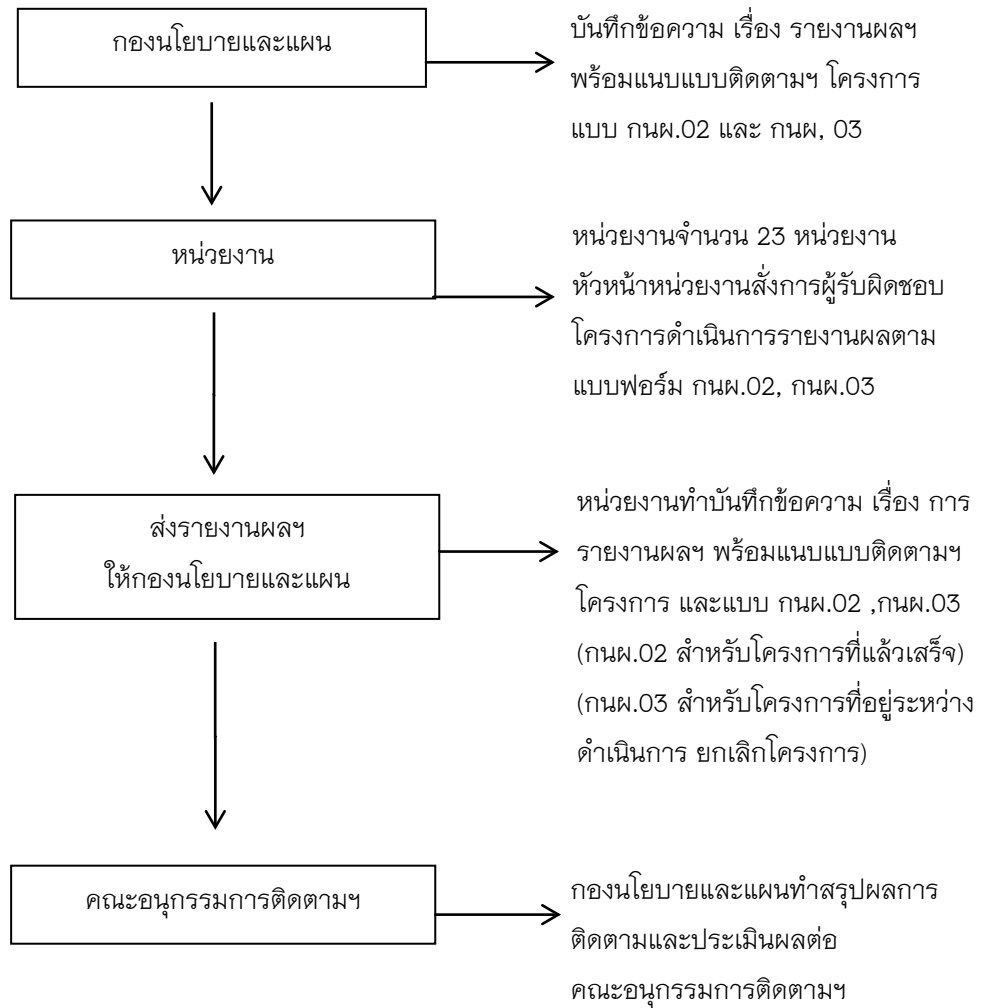 กองนโยบายและแผน
บันทึกข้อความ เรื่อง รายงานผลฯ
พร้อมแนบแบบติดตามฯ โครงการ
แบบ กนผ.02 และ กนผ, 03
หน่วยงาน
หน่วยงานจำนวน 23 หน่วยงาน
หัวหน้าหน่วยงานสั่งการผู้รับผิดชอบ
โครงการดำเนินการรายงานผลตาม
แบบฟอร์ม กนผ.02, กนผ.03
ส่งรายงานผลฯ
ให้กองนโยบายและแผน
หน่วยงานทำบันทึกข้อความ เรื่อง การ
รายงานผลฯ พร้อมแนบแบบติดตามฯ
โครงการ และแบบ กนผ.02 ,กนผ.03
(กนผ.02 สำหรับโครงการที่แล้วเสร็จ)
(กนผ.03 สำหรับโครงการที่อยู่ระหว่าง
ดำเนินการ ยกเลิกโครงการ)
คณะอนุกรรมการติดตามฯ
กองนโยบายและแผนทำสรุปผลการ
ติดตามและประเมินผลต่อ
คณะอนุกรรมการติดตามฯ